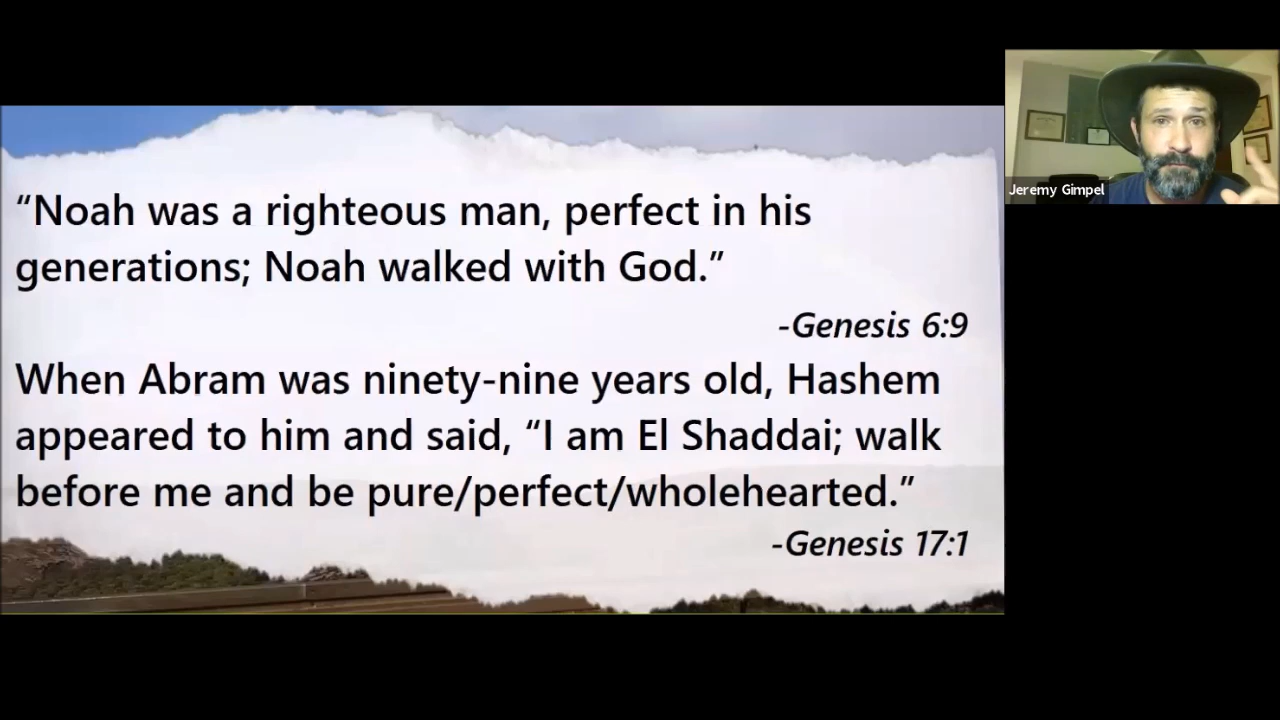 “Noah was a righteous man, perfect in his
generations; Noah walked with God.”
-Genesis 6:9
When Abram was ninety-nine years old, Hashem
appeared to him and said, “I am El Shaddai; walk
before me and be pure/perfect/wholehearted.”
-Genesis 17:1
Jeremy Gimpel